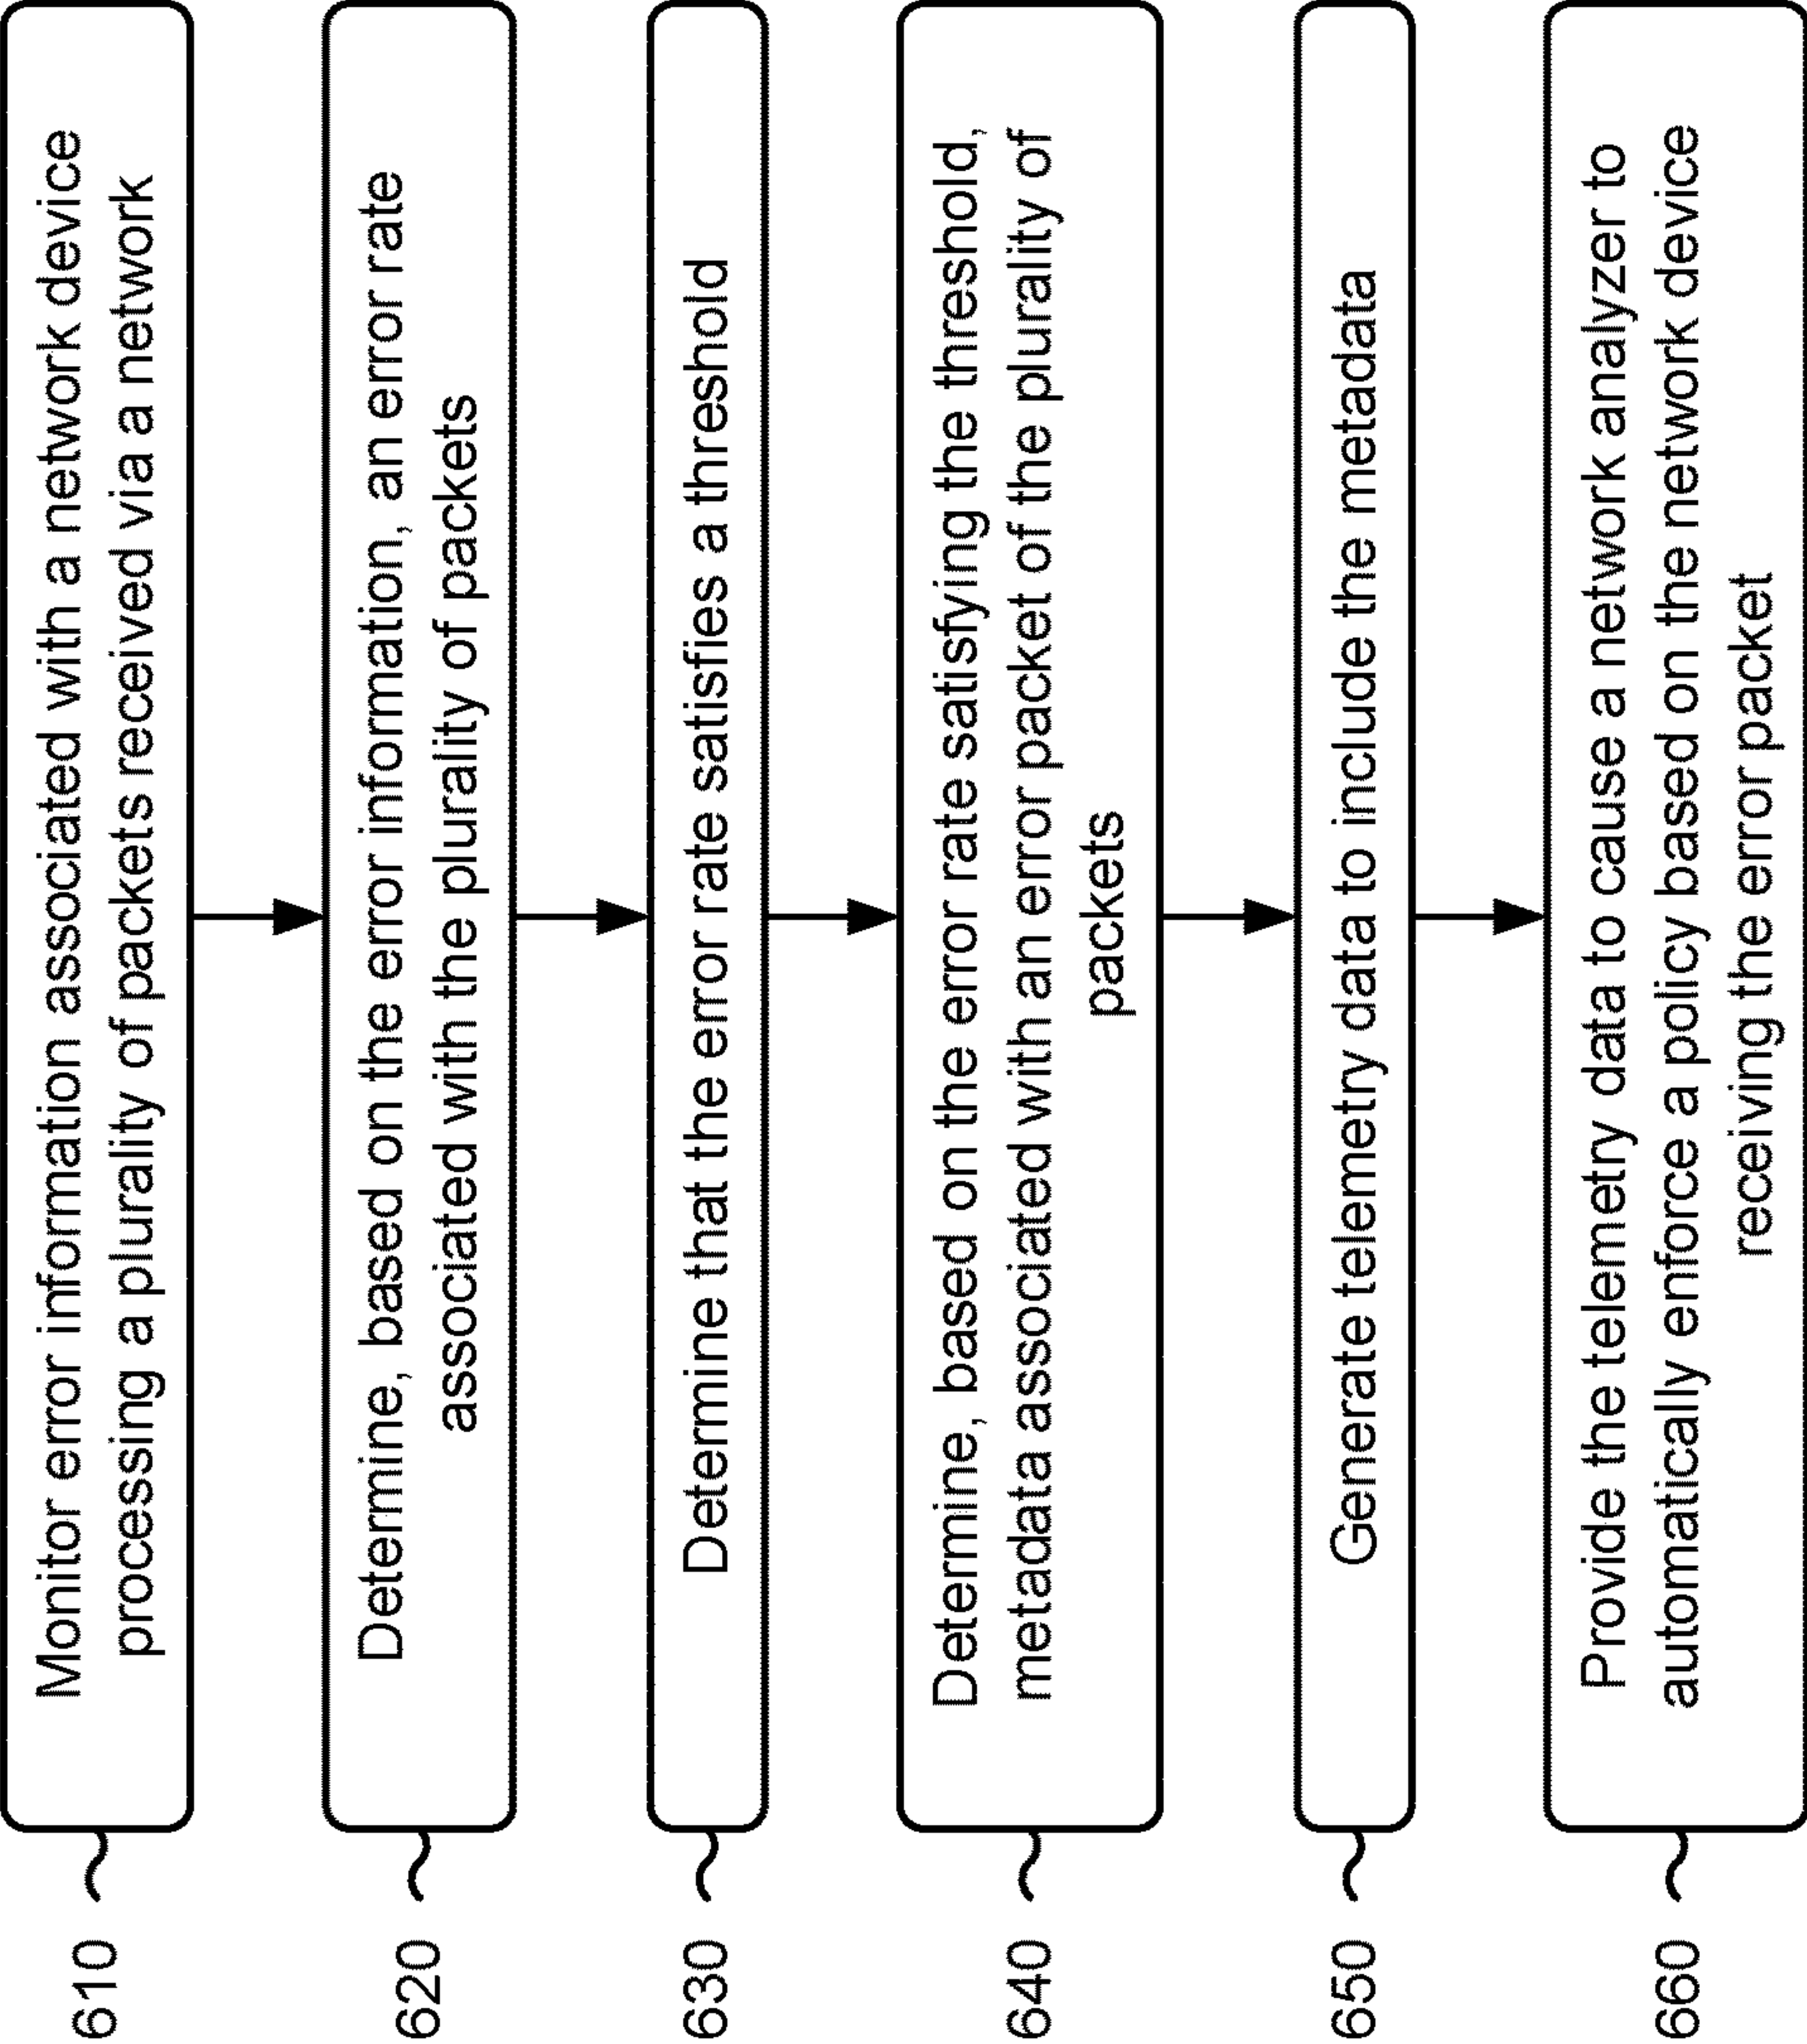 610
Monitor error information associated with a network device
processing a plurality of packets received via a network
620
Determine, based on the error information, an error rate
associated with the plurality of packets
630
Determine that the error rate satisfies a threshold
640
Determine, based on the error rate satisfying the threshold,
metadata associated with an error packet of the plurality of
packets
650
Generate telemetry data to include the metadata
660
Provide the telemetry data to cause a network analyzer to
automatically enforce a policy based on the network device
receiving the error packet